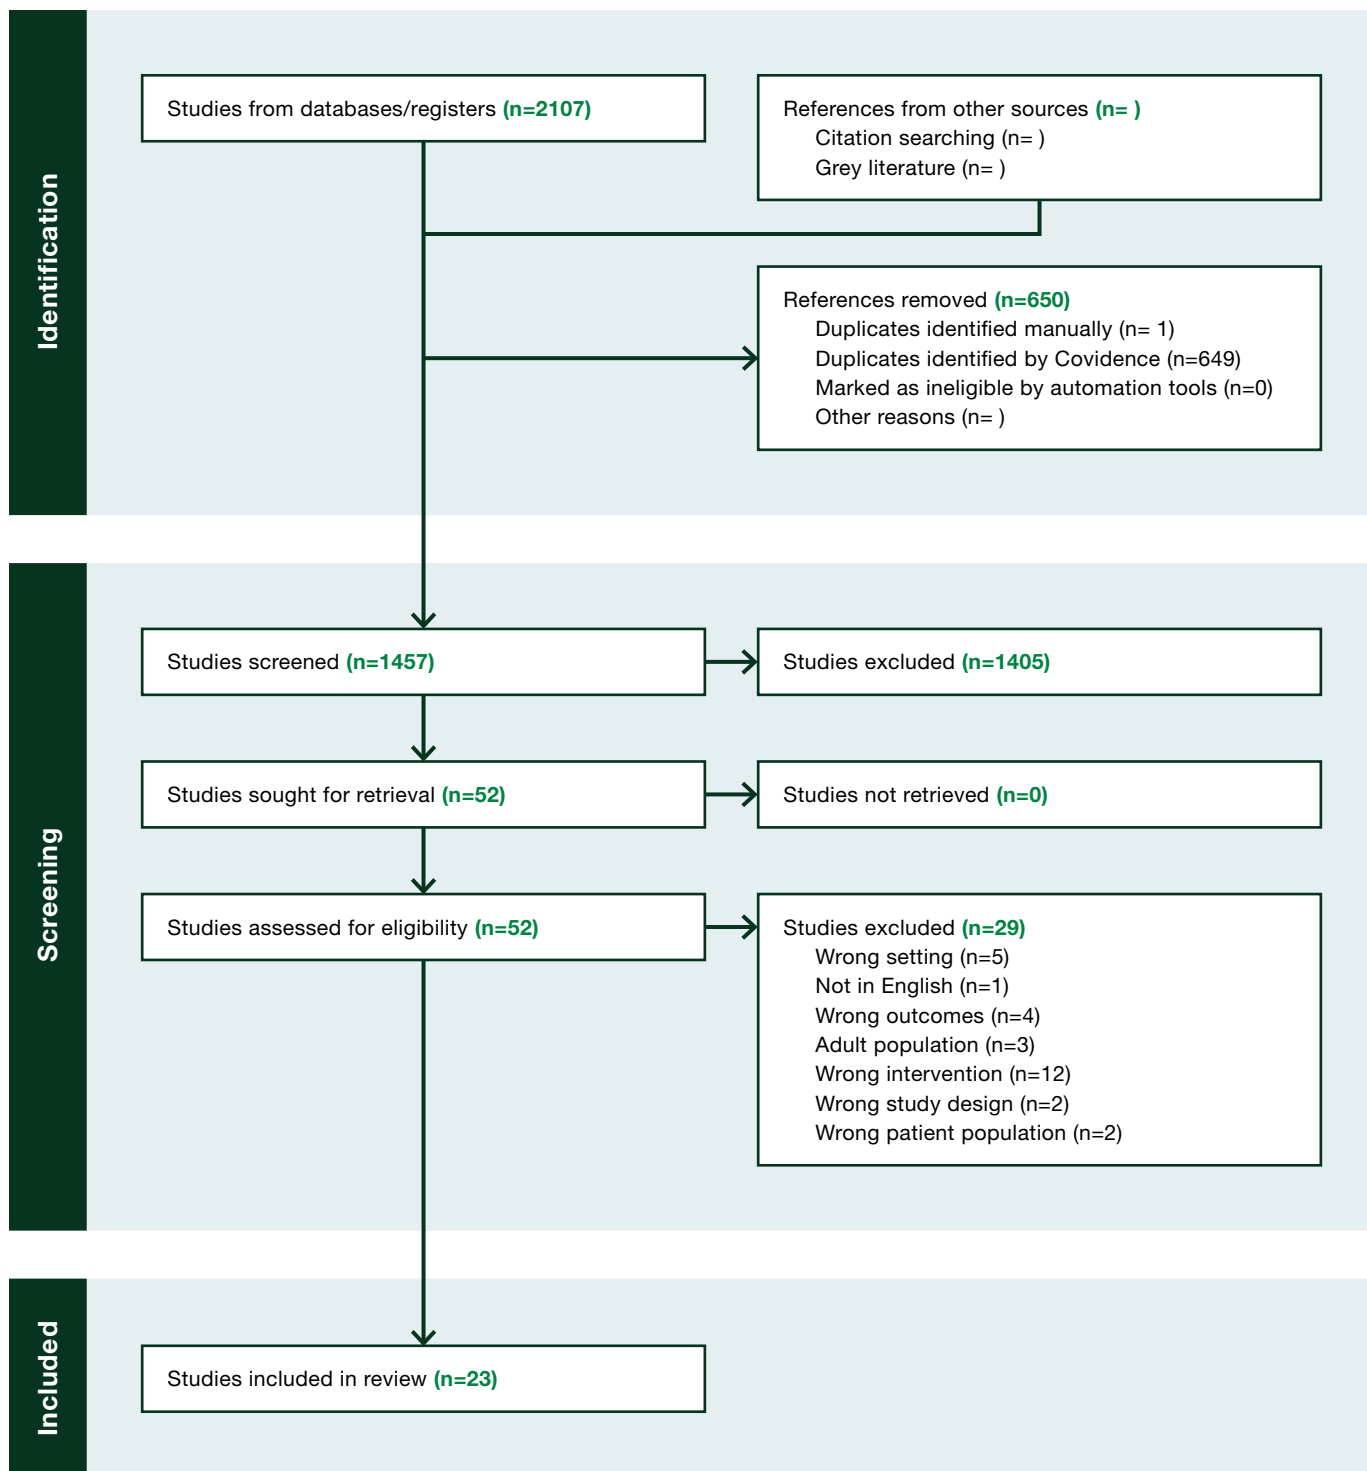 Identification
Studies from databases/registers (n=2107)
References from other sources (n= )
Citation searching (n= )
Grey literature (n= )
References removed (n=650)
Duplicates identified manually (n= 1)
Duplicates identified by Covidence (n=649)
Marked as ineligible by automation tools (n=0)
Other reasons (n= )
Screening
Studies screened (n=1457)
Studies excluded (n=1405)
Studies sought for retrieval (n=52)
Studies not retrieved (n=0)
Studies assessed for eligibility (n=52)
Studies excluded (n=29)
Wrong setting (n=5)
Not in English (n=1)
Wrong outcomes (n=4)
Adult population (n=3)
Wrong intervention (n=12)
Wrong study design (n=2)
Wrong patient population (n=2)
Included
Studies included in review (n=23)